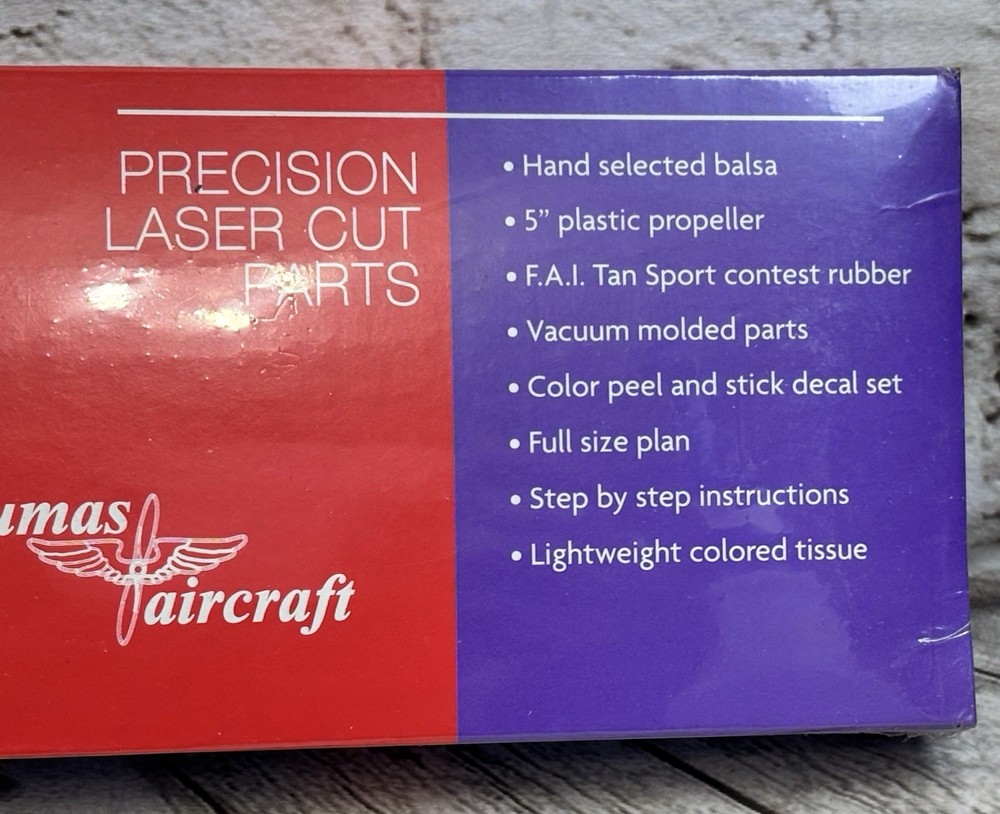 PRECISION
LASER CUT
PARTS
umas
aircraft
• Hand selected balsa
• 5” plastic propeller
• F.A.I. Tan Sport contest rubber
• Vacuum molded parts
• Color peel and stick decal set
• Full size plan
• Step by step instructions
• Lightweight colored tissue